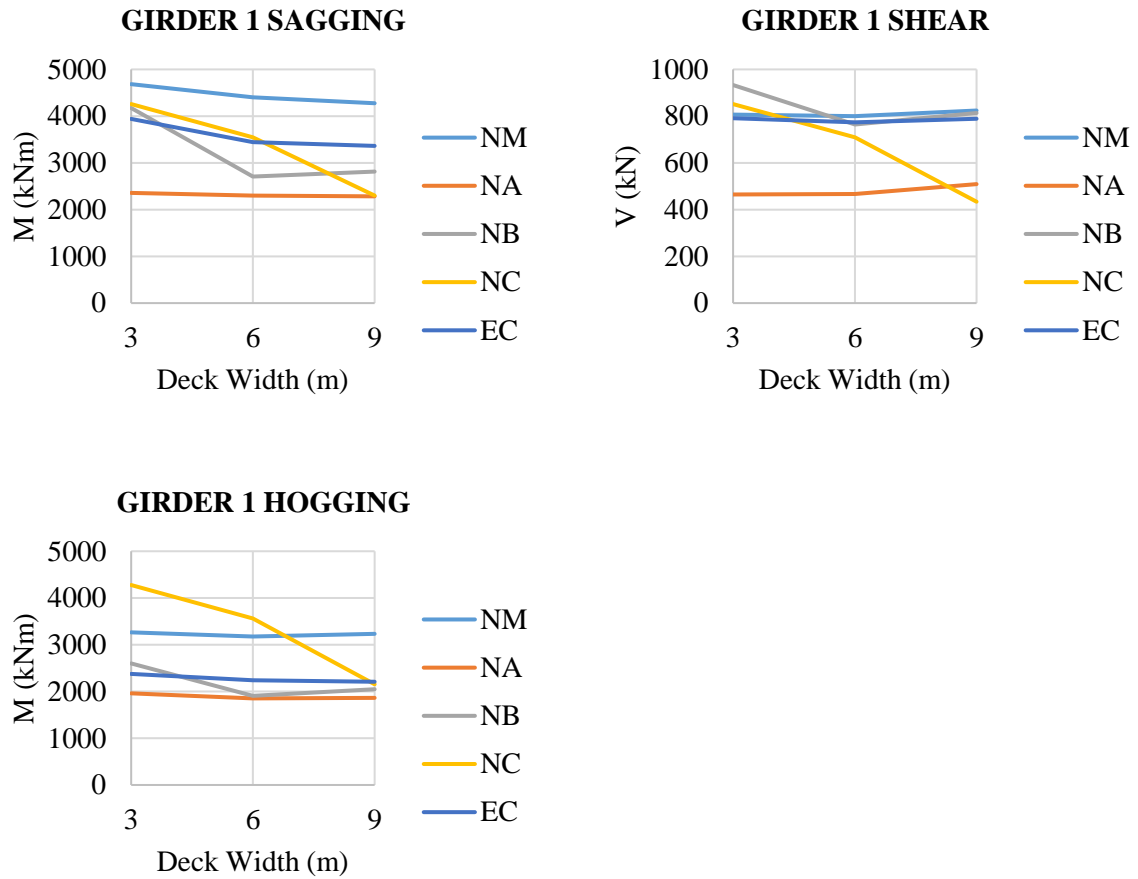 GIRDER 1 SAGGING
M (kNm)
5000
4000
3000
2000
1000
0
3 6 9
Deck Width (m)
NM
NA
NB
NC
EC
GIRDER 1 SHEAR
V (kN)
1000
800
600
400
200
0
3 6 9
Deck Width (m)
NM
NA
NB
NC
EC
GIRDER 1 HOGGING
M (kNm)
5000
4000
3000
2000
1000
0
3 6 9
Deck Width (m)
NM
NA
NB
NC
EC